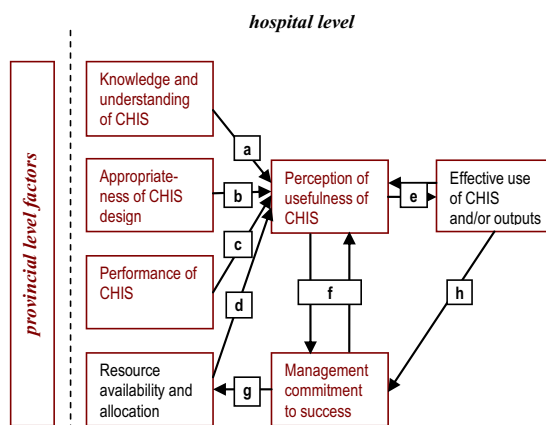 hospital level
provincial level factors
Knowledge and
understanding
of CHIS
a
Appropriate-
ness of CHIS
design
b
Perception of
usefulness of
CHIS
e
Effective use
of CHIS
and/or outputs
Performance of
CHIS
c
d
f
h
Resource
availability and
allocation
g
Management
commitment
to success